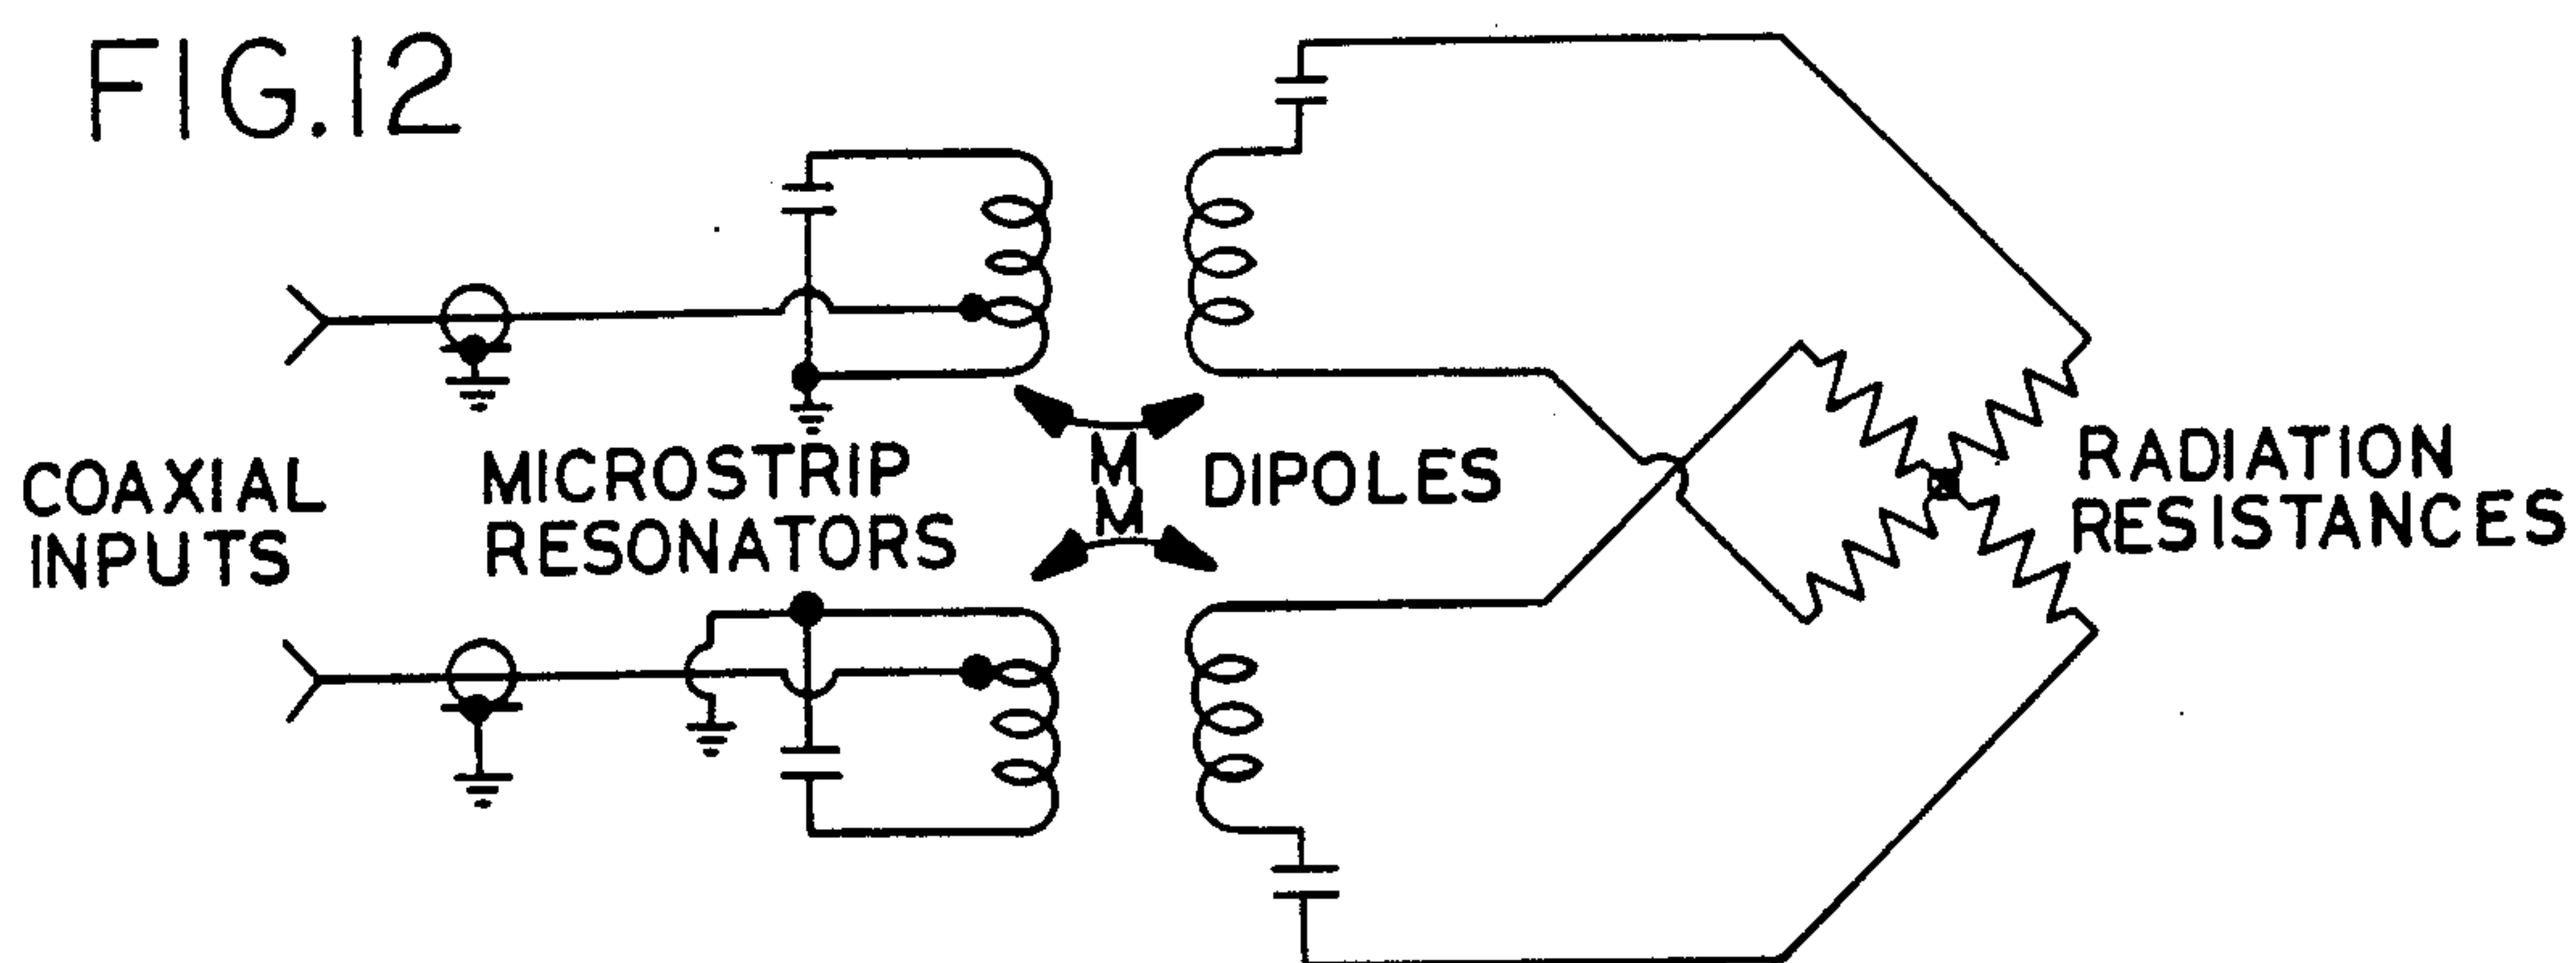 FIG.12
COAXIAL
INPUTS
MICROSTRIP
RESONATORS
M
M
DIPOLES
RADIATION
RESISTANCES